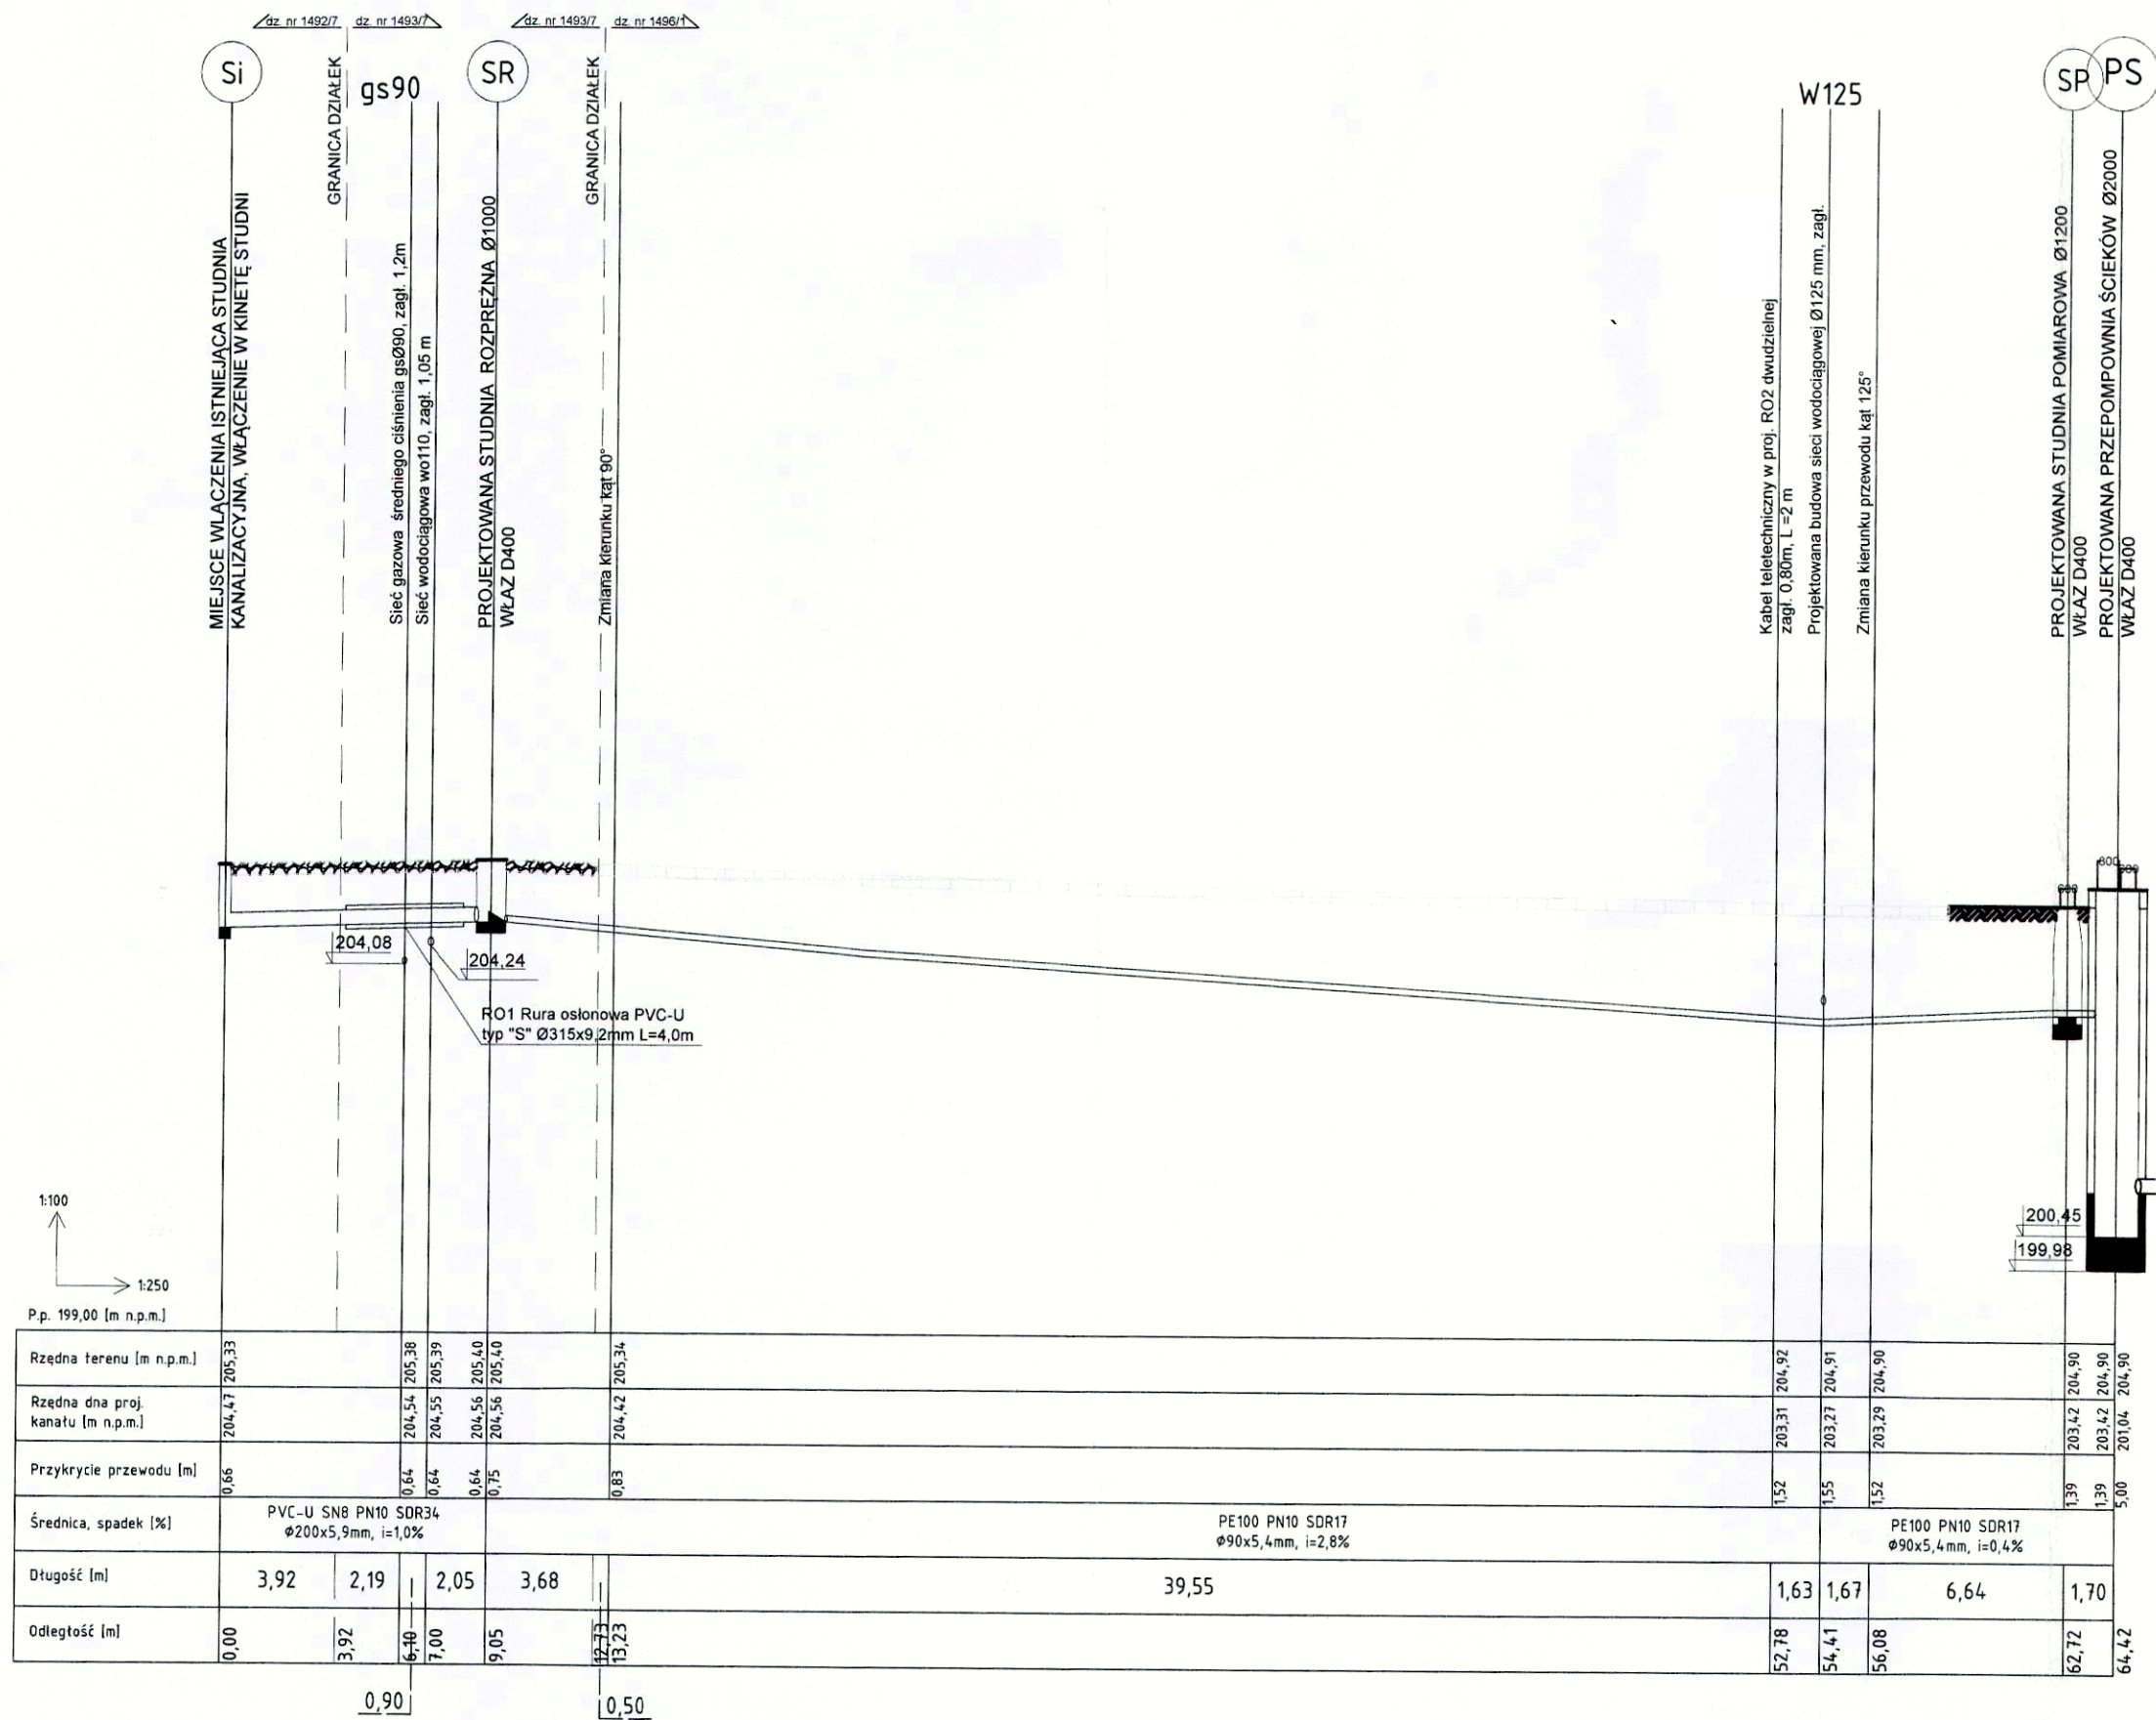 dz. nr 1492/7
dz. nr 1493/7
dz. nr 1493/7
dz. nr 1496/1
Si
GRANICA DZIAŁEK
gs90
SR
GRANICA DZIAŁEK
W125
SP
PS
MIEJSCE WŁĄCZENIA ISTNIEJĄCA STUDNIA
KANALIZACYJNA, WŁĄCZENIE W KINETĘ STUDNI
Sieć gazowa średniego ciśnienia gsØ90, zagł. 1,2m
Sieć wodociągowa wo110, zagł. 1,05 m
PROJEKTOWANA STUDNIA ROZPRĘŻNA Ø1000
WŁAZ D400
Zmiana kierunku kąt 90°
Kabel teletechniczny w proj. RO2 dwudzielnej
zagł. 0,80m, L =2 m
Projektowana budowa sieci wodociągowej Ø125 mm, zagł.
Zmiana kierunku przewodu kąt 125°
PROJEKTOWANA STUDNIA POMIAROWA Ø1200
WŁAZ D400
PROJEKTOWANA PRZEPOMPOWNIA ŚCIEKÓW Ø2000
WŁAZ D400
800
600
600
204,08
204,24
RO1 Rura osłonowa PVC-U
typ "S" Ø315x9,2mm L=4,0m
200,45
199,98
1:100
1:250
P.p. 199,00 [m n.p.m.]
Rzędna terenu [m n.p.m.] 205,33 205,38 205,39 205,40 205,40 205,34 204,92 204,91 204,90 204,90 204,90 204,90
Rzędna dna proj.
kanału [m n.p.m.] 204,47 204,54 204,55 204,56 204,56 204,42 203,31 203,27 203,29 203,42 203,42 201,04
Przykrycie przewodu [m] 0,66 0,64 0,64 0,64 0,75 0,83 1,52 1,55 1,52 1,39 1,39 5,00
Średnica, spadek [%]
PVC-U SN8 PN10 SDR34
ϕ200x5,9mm, i=1,0%
PE100 PN10 SDR17
ϕ90x5,4mm, i=2,8%
PE100 PN10 SDR17
ϕ90x5,4mm, i=0,4%
Długość [m] 3,92 2,19 2,05 3,68 39,55 1,63 1,67 6,64 1,70
Odległość [m] 0,00 3,92 6,10 7,00 9,05 12,73 13,23 52,78 54,41 56,08 62,72 64,42
0,90
0,50